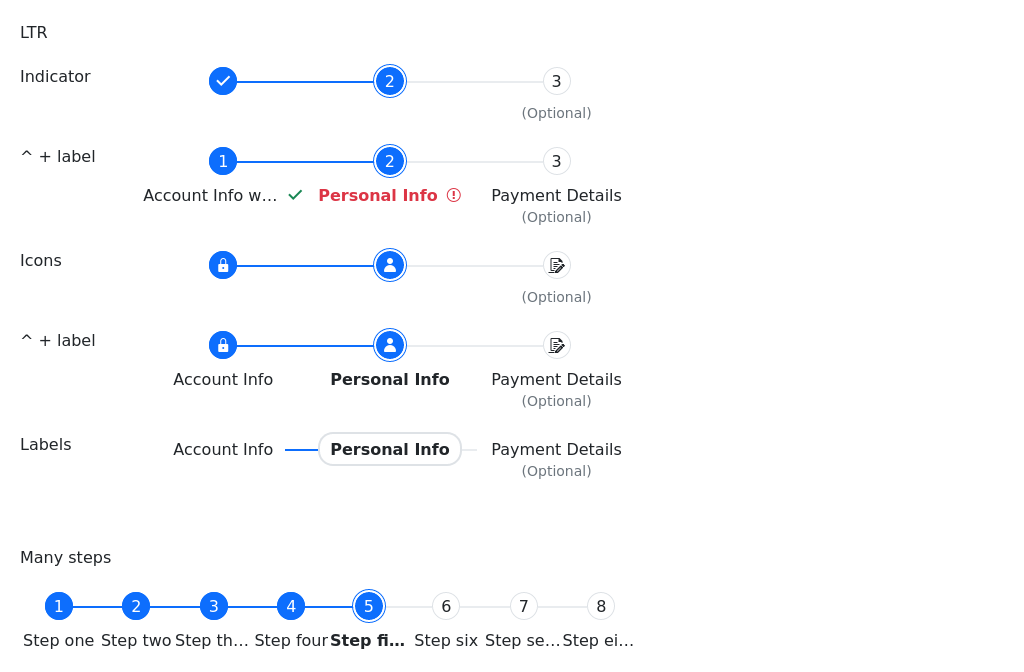 LTR
Indicator
2 3
(Optional)
^ + label
1 2 3
Account Info w… Personal Info Payment Details
(Optional)
Icons
(Optional)
^ + label
Account Info Personal Info Payment Details
(Optional)
Labels
Account Info Personal Info Payment Details
(Optional)
Many steps
1 2 3 4 5 6 7 8
Step one Step two Step th… Step four Step fi… Step six Step se… Step ei…